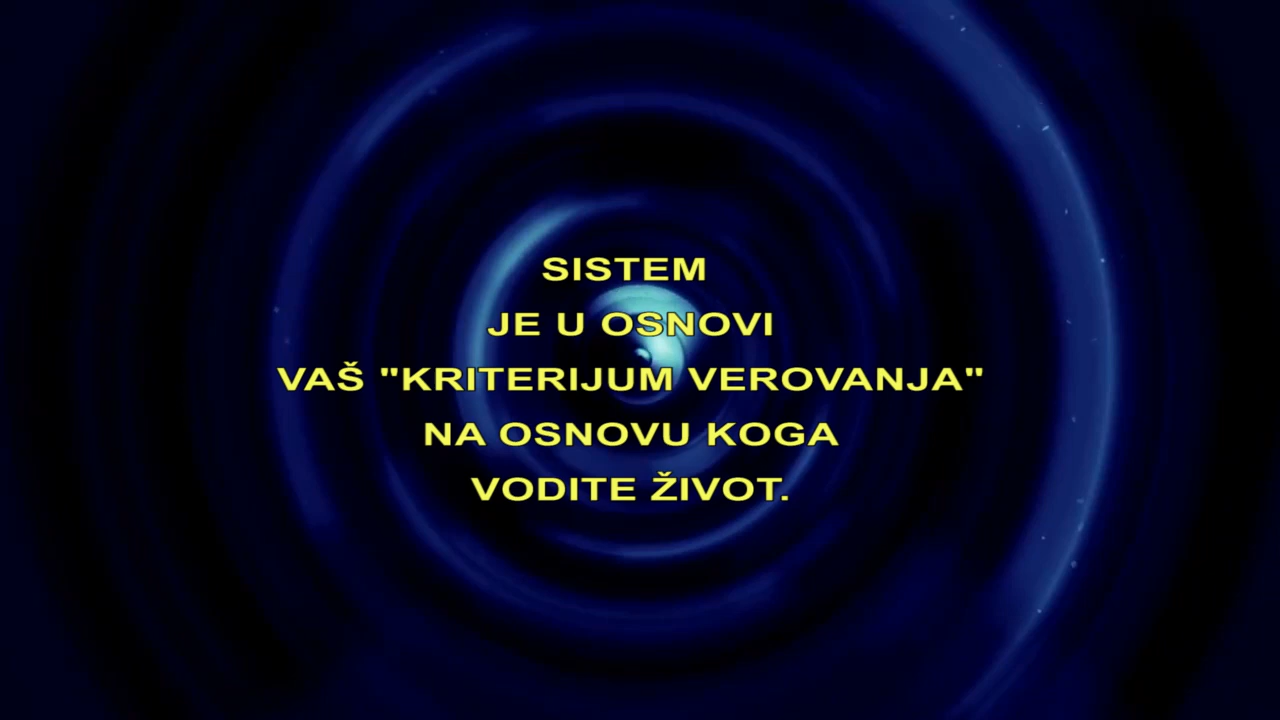 SISTEM
JE U OSNOVI
VAŠ "KRITERIJUM VEROVANJA"
NA OSNOVU KOGA
VODITE ŽIVOT.